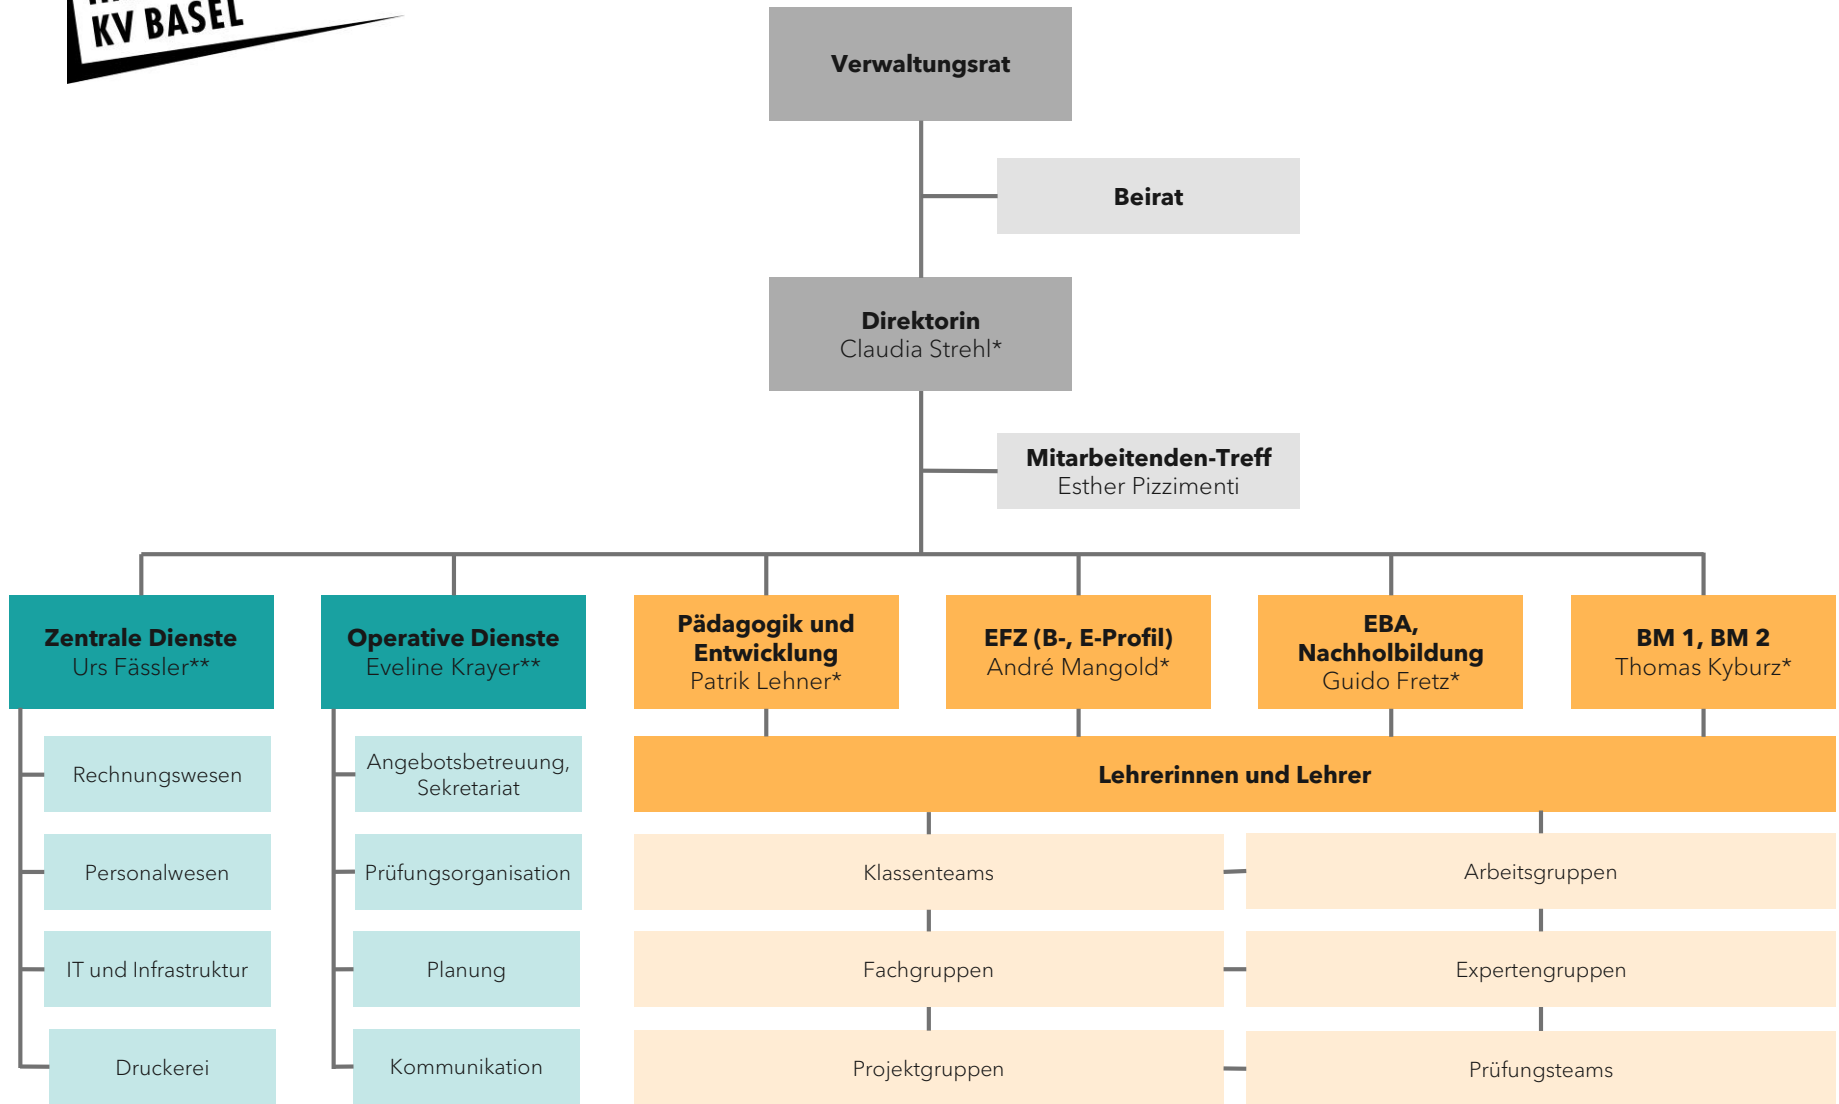 KV BASEL
Verwaltungsrat
Beirat
Direktorin
Claudia Strehl*
Mitarbeitenden-Treff
Esther Pizzimenti
Zentrale Dienste
Urs Fässler**
Operative Dienste
Eveline Krayer**
Pädagogik und
Entwicklung
Patrik Lehner*
EFZ (B-, E-Profil)
André Mangold*
EBA,
Nachholbildung
Guido Fretz*
BM 1, BM 2
Thomas Kyburz*
Rechnungswesen
Personalwesen
IT und Infrastruktur
Druckerei
Angebotsbetreuung,
Sekretariat
Prüfungsorganisation
Planung
Kommunikation
Lehrerinnen und Lehrer
Klassenteams
Arbeitsgruppen
Fachgruppen
Expertengruppen
Projektgruppen
Prüfungsteams